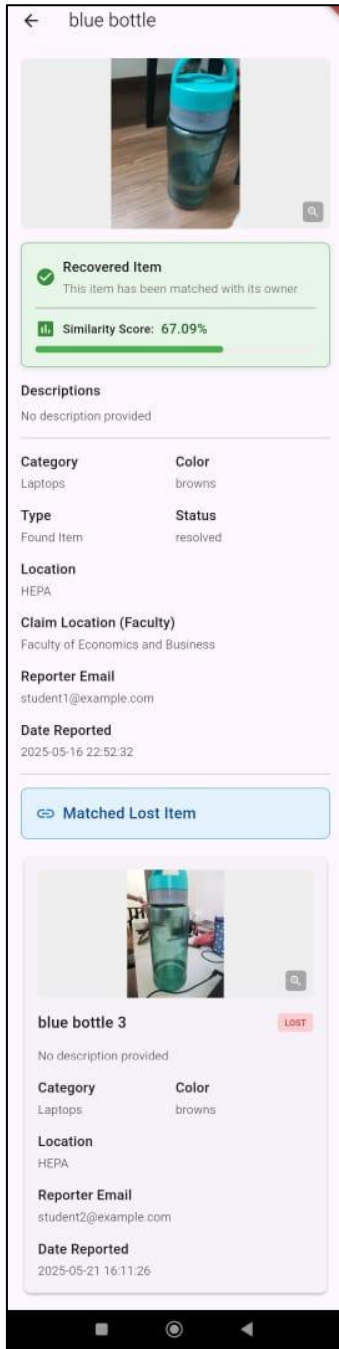 blue bottle
Recovered Item
This item has been matched with its owner
Similarity Score: 67.09%
Descriptions
No description provided
Category Color
Laptops browns
Type Status
Found Item resolved
Location
HEPA
Claim Location (Faculty)
Faculty of Economics and Business
Reporter Email
student1@example.com
Date Reported
2025-05-16 22:52:32
Matched Lost Item
blue bottle 3 LOST
No description provided
Category Color
Laptops browns
Location
HEPA
Reporter Email
student2@example.com
Date Reported
2025-05-21 16:11:26